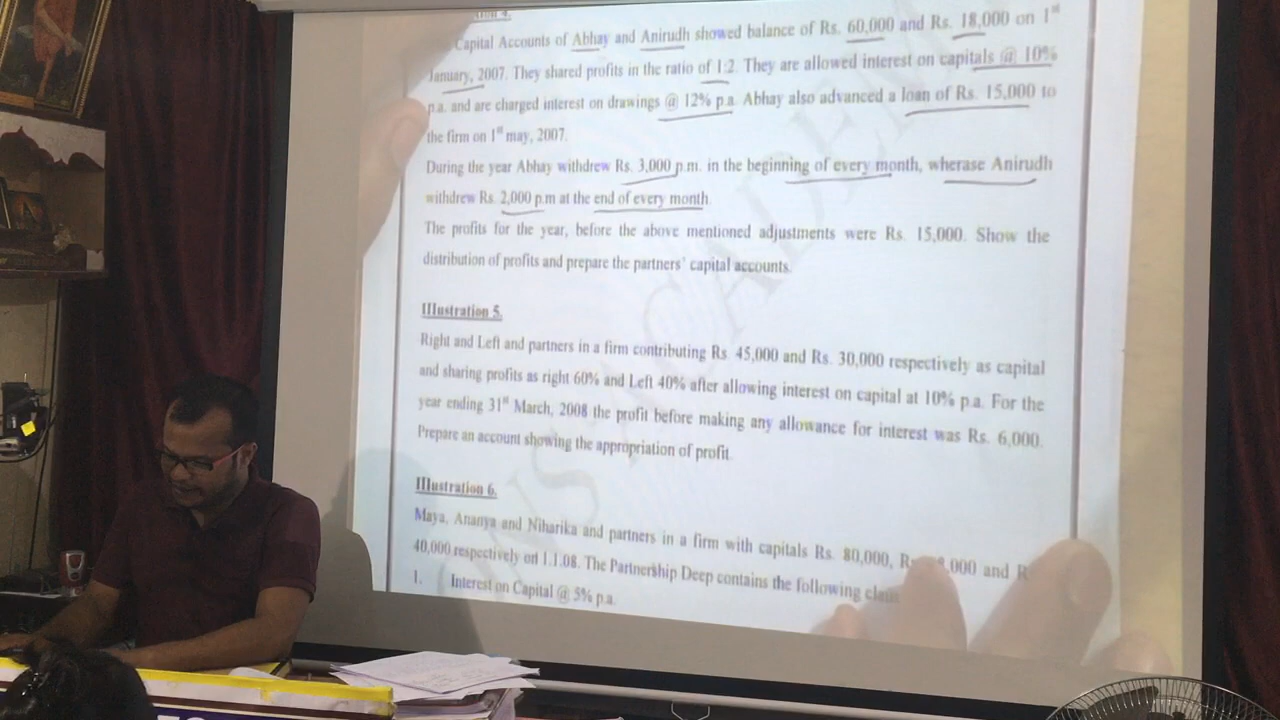 Capital Accounts of Abhay and Anirudh showed balance of Rs. 60,000 and Rs. 18,000 on 1st
January, 2007. They shared profits in the ratio of 1:2. They are allowed interest on capitals @ 10%
p.a. and are charged interest on drawings @ 12% p.a. Abhay also advanced a loan of Rs. 15,000 to
the firm on 1st may, 2007.
During the year Abhay withdrew Rs. 3,000 p.m. in the beginning of every month, wherase Anirudh
withdrew Rs. 2,000 p.m at the end of every month.
The profits for the year, before the above mentioned adjustments were Rs. 15,000. Show the
distribution of profits and prepare the partners' capital accounts.
Illustration 5.
Right and Left and partners in a firm contributing Rs. 45,000 and Rs. 30,000 respectively as capital
and sharing profits as right 60% and Left 40% after allowing interest on capital at 10% p.a. For the
year ending 31st March, 2008 the profit before making any allowance for interest was Rs. 6,000.
Prepare an account showing the appropriation of profit.
Illustration 6.
Maya, Ananya and Niharika and partners in a firm with capitals Rs. 80,000, and
40,000 respectively on 1.1.08. The Partnership Deep contains the following
1. Interest on Capital @ 5% p.a.